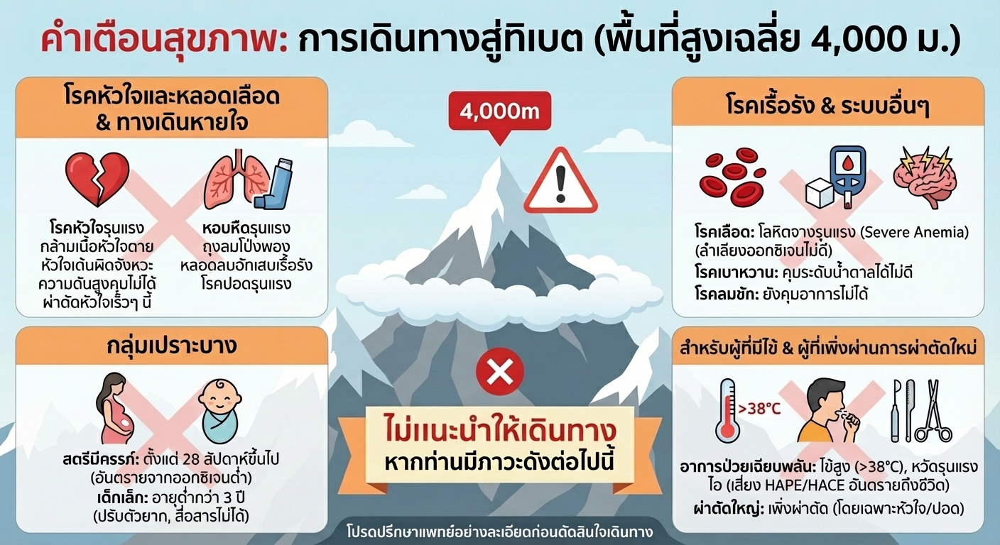 คำเตือนสุขภาพ: การเดินทางสู่ทิเบต (พื้นที่สูงเฉลี่ย 4,000 ม.)
โรคหัวใจและหลอดเลือด
& ทางเดินหายใจ
โรคหัวใจรุนแรง
กล้ามเนื้อหัวใจตาย
หัวใจเต้นผิดจังหวะ
ความดันสูงคุมไม่ได้
ผ่าตัดหัวใจเร็วๆ นี้
หอบหืดรุนแรง
ถุงลมโป่งพอง
หลอดลมอักเสบเรื้อรัง
โรคปอดรุนแรง
4,000m
!
โรคเรื้อรัง & ระบบอื่นๆ
โรคเลือด: โลหิตจางรุนแรง (Severe Anemia)
(ลำเลียงออกซิเจนไม่ดี)
โรคเบาหวาน: คุมระดับน้ำตาลได้ไม่ดี
โรคลมชัก: ยังคุมอาการไม่ได้
กลุ่มเปราะบาง
สตรีมีครรภ์: ตั้งแต่ 28 สัปดาห์ขึ้นไป
(อันตรายจากออกซิเจนต่ำ)
เด็กเล็ก: อายุต่ำกว่า 3 ปี
(ปรับตัวยาก, สื่อสารไม่ได้)
ไม่แนะนำให้เดินทาง
หากท่านมีภาวะดังต่อไปนี้
สำหรับผู้ที่มีไข้ & ผู้ที่เพิ่งผ่านการผ่าตัดใหม่
>38°C
อาการป่วยเฉียบพลัน: ไข้สูง (>38°C), หวัดรุนแรง
ไอ (เสี่ยง HAPE/HACE อันตรายถึงชีวิต)
ผ่าตัดใหญ่: เพิ่งผ่าตัด (โดยเฉพาะหัวใจ/ปอด)
โปรดปรึกษาแพทย์อย่างละเอียดก่อนตัดสินใจเดินทาง